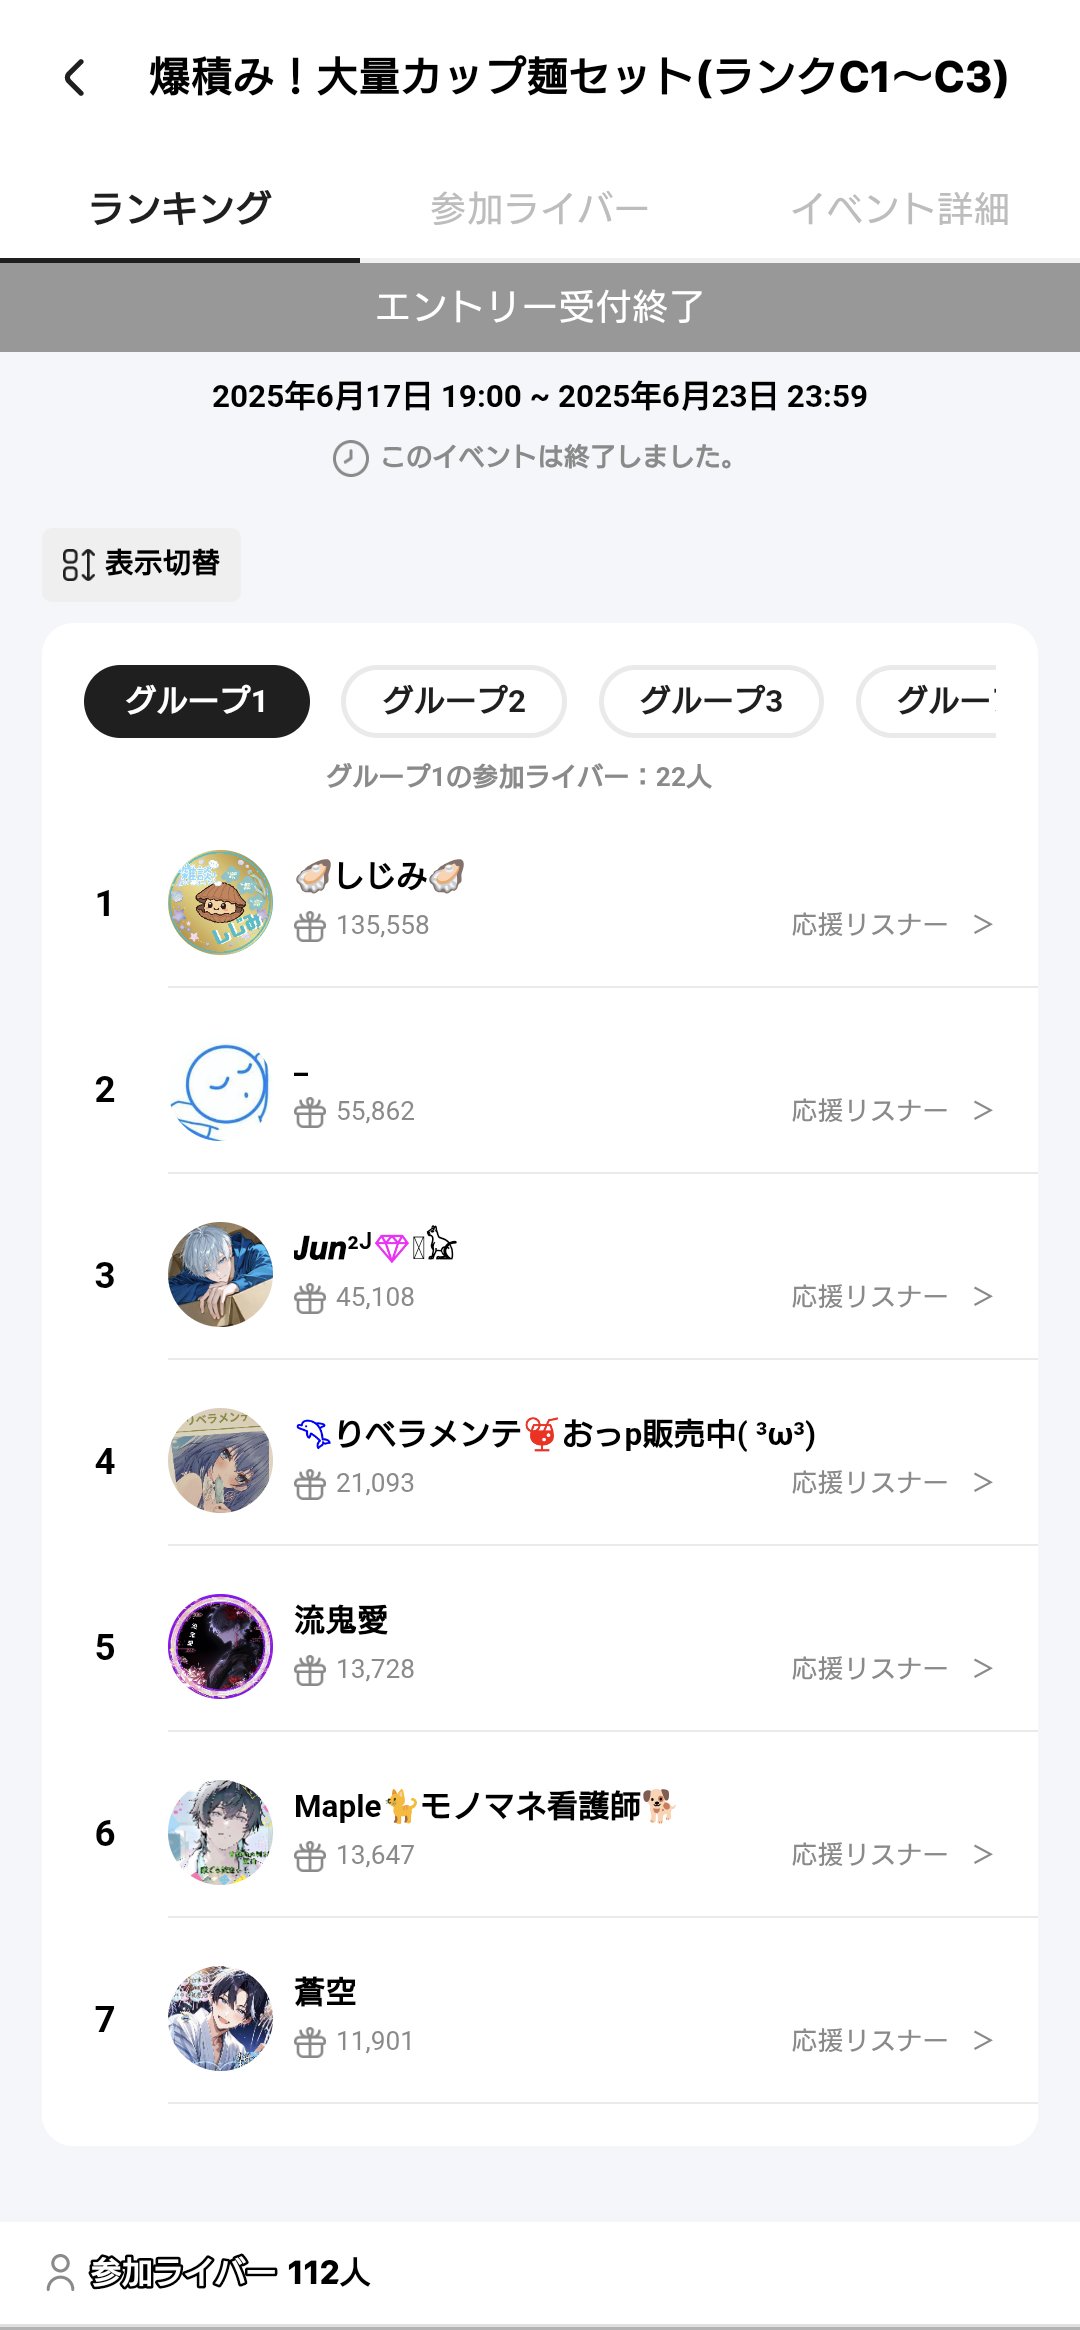 爆積み！大量カップ麺セット(ランクC1〜C3)
ランキング 参加ライバー イベント詳細
エントリー受付終了
2025年6月17日 19:00 ~ 2025年6月23日 23:59
このイベントは終了しました。
表示切替
グループ1 グループ2 グループ3 グルー
グループ1の参加ライバー：22人
1 🦪しじみ🦪
135,558 応援リスナー >
2 _
55,862 応援リスナー >
3 Jun²ᴶ💎
45,108 応援リスナー >
4 🐬りべラメンテ🍹おっp販売中( ³ω³)
21,093 応援リスナー >
5 流鬼愛
13,728 応援リスナー >
6 Maple🐈モノマネ看護師🐕
13,647 応援リスナー >
7 蒼空
11,901 応援リスナー >
参加ライバー 112人